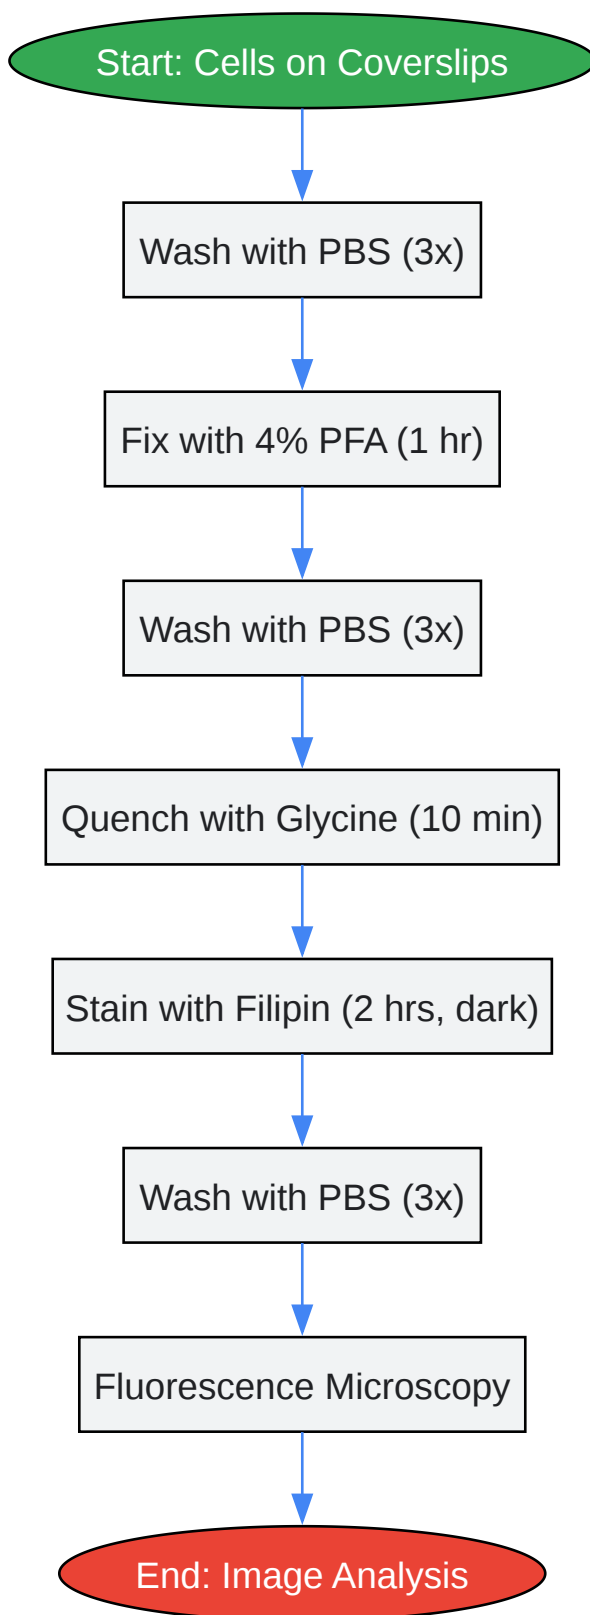 Start: Cells on Coverslips
Wash with PBS (3x)
Fix with 4% PFA (1 hr)
Wash with PBS (3x)
Quench with Glycine (10 min)
Stain with Filipin (2 hrs, dark)
Wash with PBS (3x)
Fluorescence Microscopy
End: Image Analysis